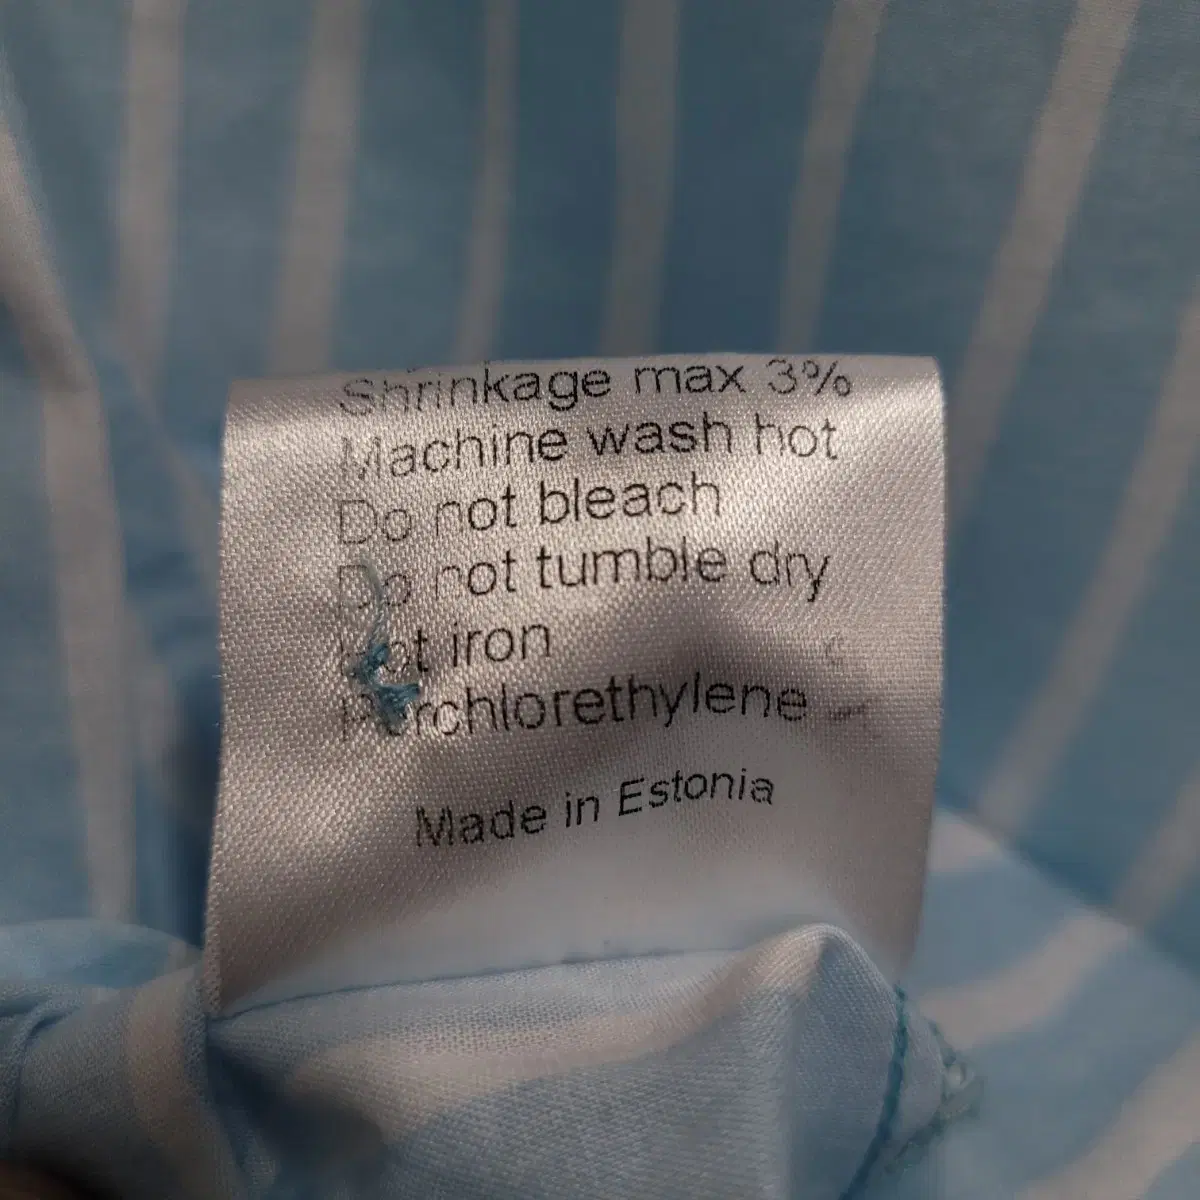 Shrinkage max 3%
Machine wash hot
Do not bleach
Do not tumble dry
Hot iron
Perchlorethylene
Made in Estonia